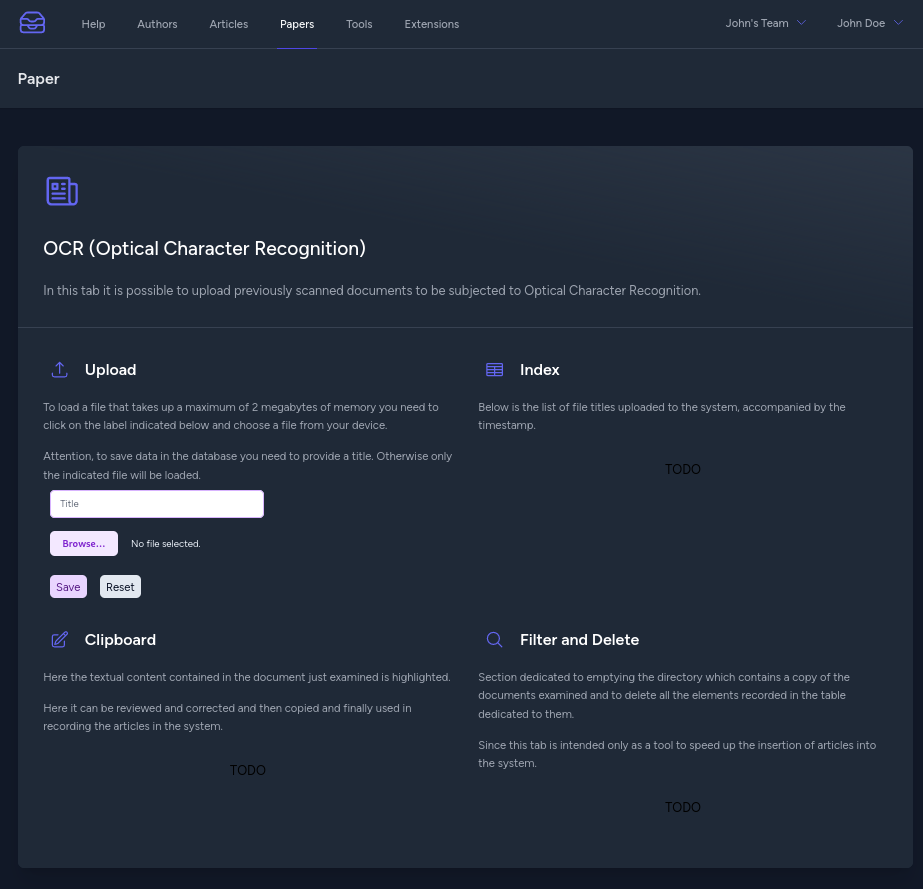 Help Authors Articles Papers Tools Extensions John's Team John Doe
Paper
OCR (Optical Character Recognition)
In this tab it is possible to upload previously scanned documents to be subjected to Optical Character Recognition.
Upload
To load a file that takes up a maximum of 2 megabytes of memory you need to
click on the label indicated below and choose a file from your device.
Attention, to save data in the database you need to provide a title. Otherwise only
the indicated file will be loaded.
Title
Browse... No file selected.
Save Reset
Index
Below is the list of file titles uploaded to the system, accompanied by the
timestamp.
TODO
Clipboard
Here the textual content contained in the document just examined is highlighted.
Here it can be reviewed and corrected and then copied and finally used in
recording the articles in the system.
TODO
Filter and Delete
Section dedicated to emptying the directory which contains a copy of the
documents examined and to delete all the elements recorded in the table
dedicated to them.
Since this tab is intended only as a tool to speed up the insertion of articles into
the system.
TODO